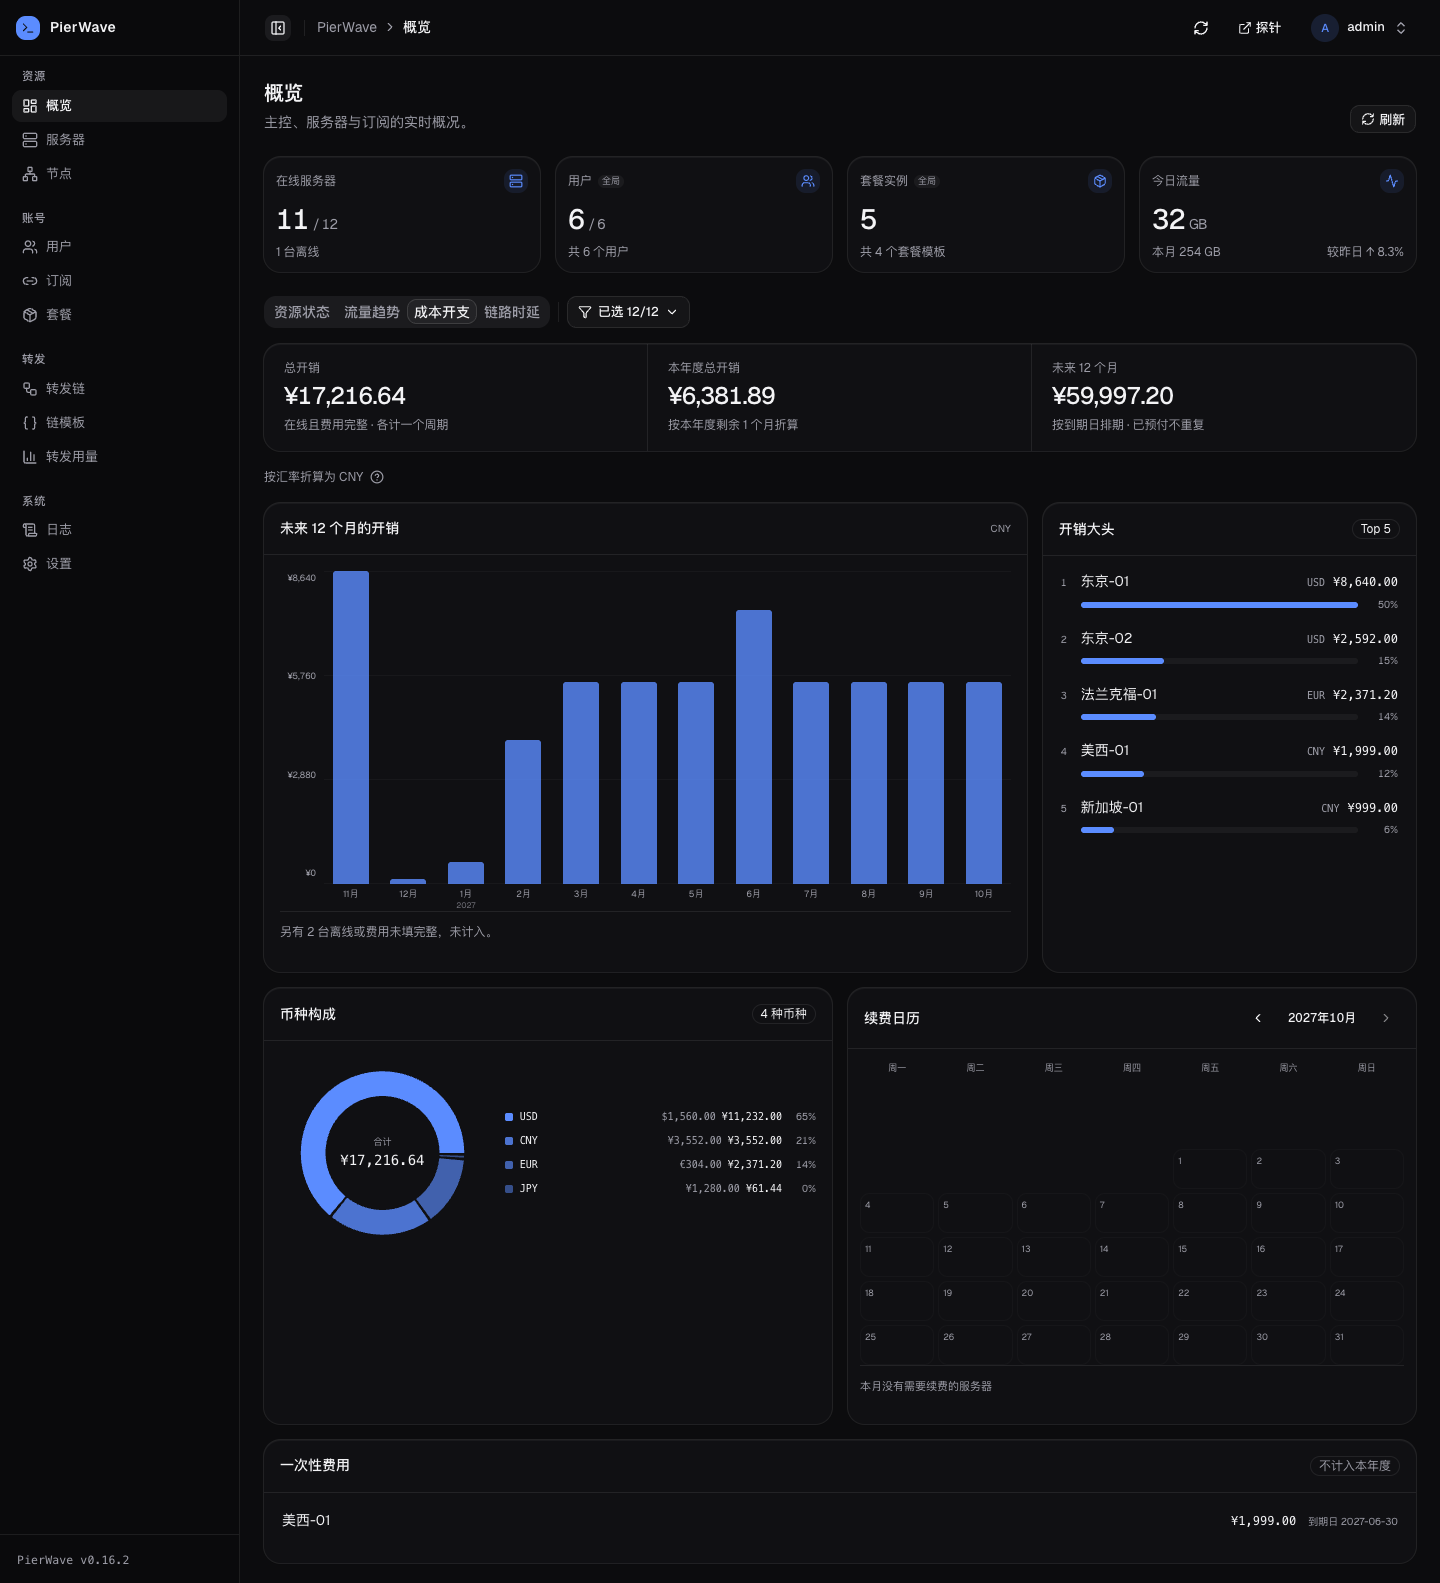 PierWave
PierWave > 概览
探针
A admin
资源
概览
服务器
节点
账号
用户
订阅
套餐
转发
转发链
链模板
转发用量
系统
日志
设置
PierWave v0.16.2
概览
主控、服务器与订阅的实时概况。
刷新
在线服务器
11 / 12
1 台离线
用户 全局
6 / 6
共 6 个用户
套餐实例 全局
5
共 4 个套餐模板
今日流量
32 GB
本月 254 GB 较昨日 ↑ 8.3%
资源状态 流量趋势 成本开支 链路时延 已选 12/12
总开销
¥17,216.64
在线且费用完整 · 各计一个周期
本年度总开销
¥6,381.89
按本年度剩余 1 个月折算
未来 12 个月
¥59,997.20
按到期日排期 · 已预付不重复
按汇率折算为 CNY
未来 12 个月的开销 CNY
¥8,640
¥5,760
¥2,880
¥0
11月 12月 1月 2月 3月 4月 5月 6月 7月 8月 9月 10月
2027
另有 2 台离线或费用未填完整，未计入。
开销大头 Top 5
1 东京-01 USD ¥8,640.00
50%
2 东京-02 USD ¥2,592.00
15%
3 法兰克福-01 EUR ¥2,371.20
14%
4 美西-01 CNY ¥1,999.00
12%
5 新加坡-01 CNY ¥999.00
6%
币种构成 4 种币种
合计
¥17,216.64
USD $1,560.00 ¥11,232.00 65%
CNY ¥3,552.00 ¥3,552.00 21%
EUR €304.00 ¥2,371.20 14%
JPY ¥1,280.00 ¥61.44 0%
续费日历 2027年10月
周一 周二 周三 周四 周五 周六 周日
1 2 3
4 5 6 7 8 9 10
11 12 13 14 15 16 17
18 19 20 21 22 23 24
25 26 27 28 29 30 31
本月没有需要续费的服务器
一次性费用 不计入本年度
美西-01 ¥1,999.00 到期日 2027-06-30